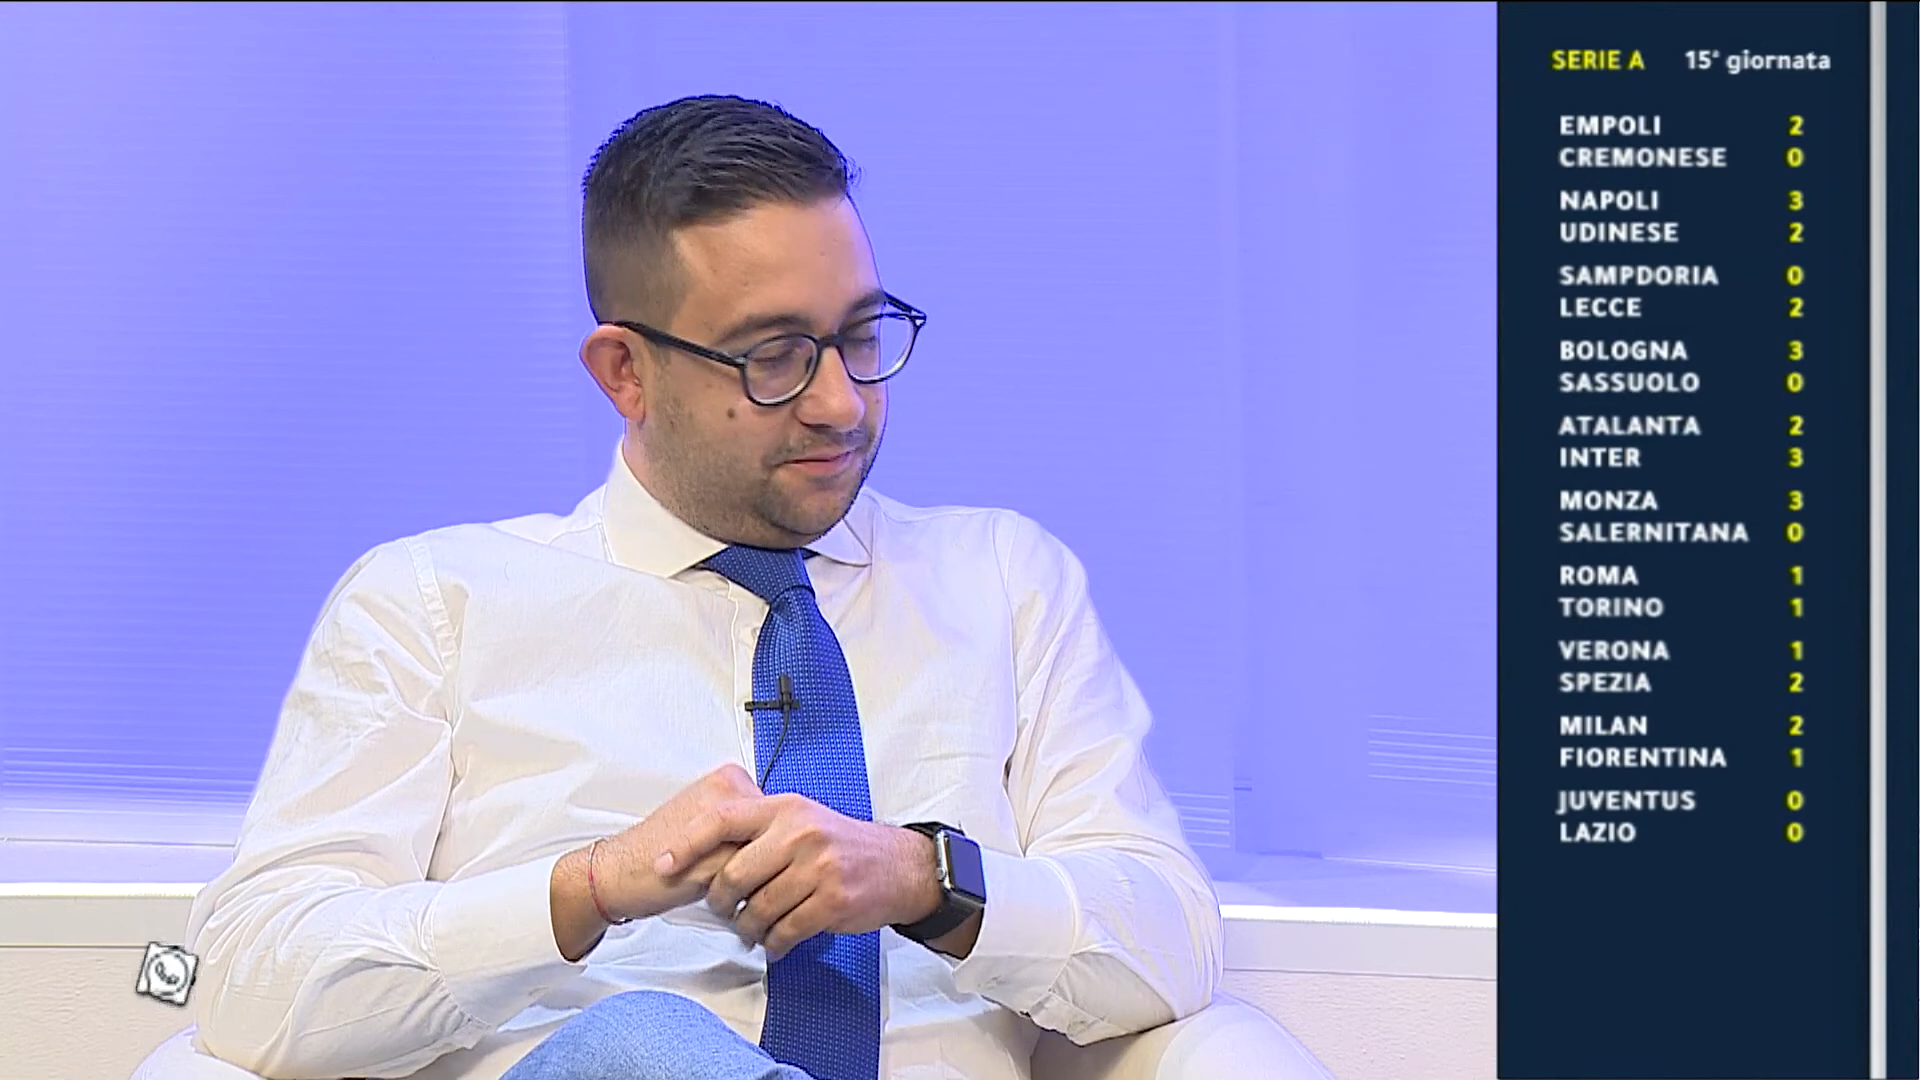 SERIE A 15ª giornata
EMPOLI 2
CREMONESE 0
NAPOLI 3
UDINESE 2
SAMPDORIA 0
LECCE 2
BOLOGNA 3
SASSUOLO 0
ATALANTA 2
INTER 3
MONZA 3
SALERNITANA 0
ROMA 1
TORINO 1
VERONA 1
SPEZIA 2
MILAN 2
FIORENTINA 1
JUVENTUS 0
LAZIO 0